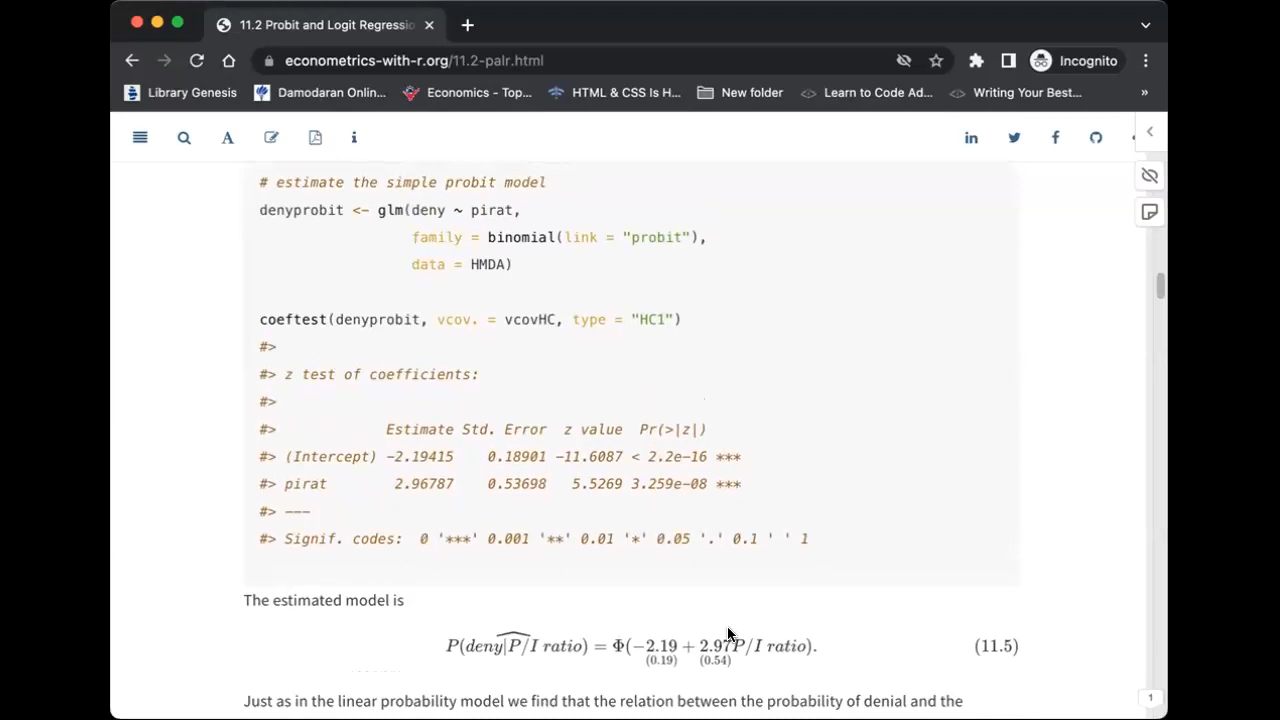 11.2 Probit and Logit Regressio
econometrics-with-r.org/11.2-palr.html
Incognito
Library Genesis
Damodaran Onlin...
Economics - Top...
HTML & CSS Is H...
New folder
Learn to Code Ad...
Writing Your Best...
»
# estimate the simple probit model
denyprobit <- glm(deny ~ pirat,
family = binomial(link = "probit"),
data = HMDA)
coeftest(denyprobit, vcov. = vcovHC, type = "HC1")
#>
#> z test of coefficients:
#>
#> Estimate Std. Error z value Pr(>|z|)
#> (Intercept) -2.19415 0.18901 -11.6087 < 2.2e-16 ***
#> pirat 2.96787 0.53698 5.5269 3.259e-08 ***
#> ---
#> Signif. codes: 0 '***' 0.001 '**' 0.01 '*' 0.05 '.' 0.1 ' ' 1
The estimated model is
P(deny|P/I ratio) = Φ(−2.19 + 2.97P/I ratio). (11.5)
(0.19) (0.54)
Just as in the linear probability model we find that the relation between the probability of denial and the
1